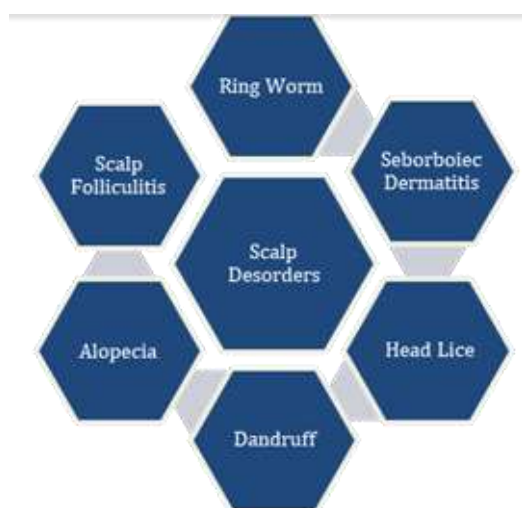 Ring Worm
Scalp
Folliculitis
Seborboiec
Dermatitis
Scalp
Desorders
Alopecia
Head Lice
Dandruff